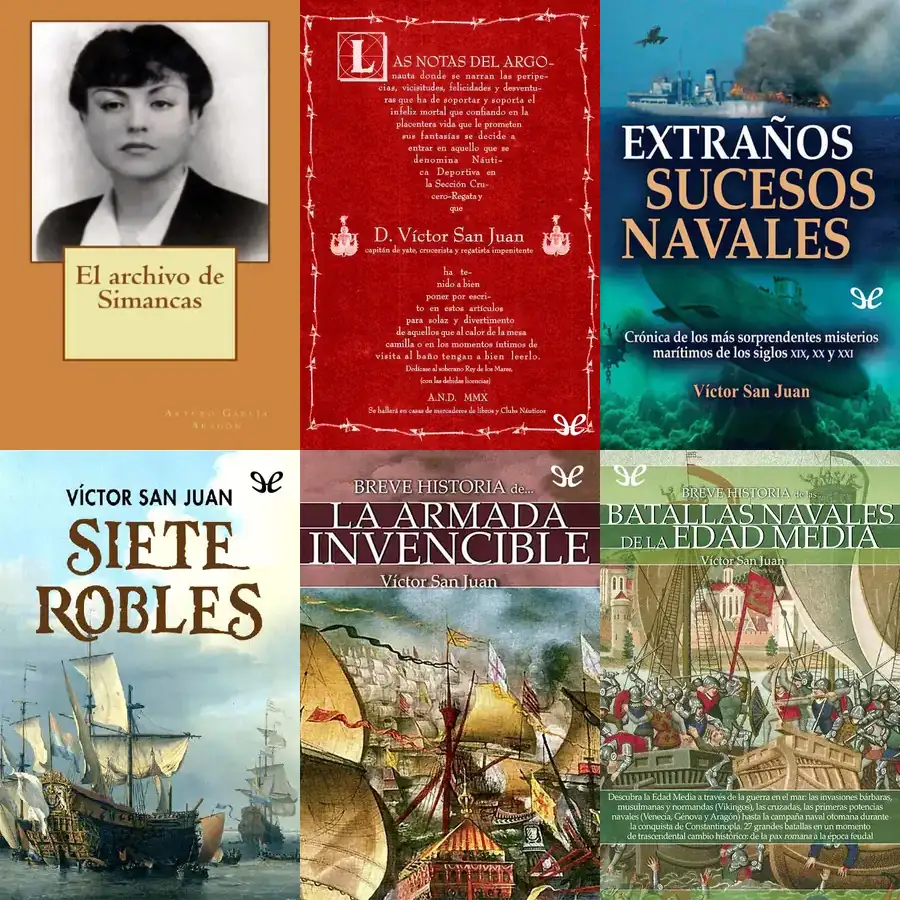 El archivo de
Simancas
Arturo García
Aragón
LAS NOTAS DEL ARGO-
nauta donde se narran las peripe-
cias, vicisitudes, felicidades y desventu-
ras que ha de soportar y soporta el
infeliz mortal que confiando en la
placentera vida que le prometen
sus fantasías se decide a
entrar en aquello que se
denomina Náuti-
ca Deportiva en
la Sección Cru-
cero-Regata y
que
D. Víctor San Juan
capitán de yate, crucerista y regatista impenitente
ha te-
nido a bien
poner por escri-
to en estos artículos
para solaz y divertimento
de aquellos que al calor de la mesa
camilla o en los momentos íntimos de
visita al baño tengan a bien leerlo.
Dedícase al soberano Rey de los Mares,
(con las debidas licencias)
A.N.D. MMX
Se hallará en casas de mercaderes de libros y Clubs Náuticos
EXTRAÑOS
SUCESOS
NAVALES
Crónica de los más sorprendentes misterios
marítimos de los siglos XIX, XX y XXI
Víctor San Juan
VÍCTOR SAN JUAN
SIETE
ROBLES
BREVE HISTORIA de...
LA ARMADA
INVENCIBLE
Víctor San Juan
BREVE HISTORIA de las...
BATALLAS NAVALES
DE LA EDAD MEDIA
Víctor San Juan
Descubra la Edad Media a través de la guerra en el mar: las invasiones bárbaras,
musulmanas y normandas (Vikingos), las cruzadas, las primeras potencias
navales (Venecia, Génova y Aragón) hasta la campaña naval otomana durante
la conquista de Constantinopla. 27 grandes batallas en un momento
de trascendental cambio histórico: de la pax romana a la época feudal